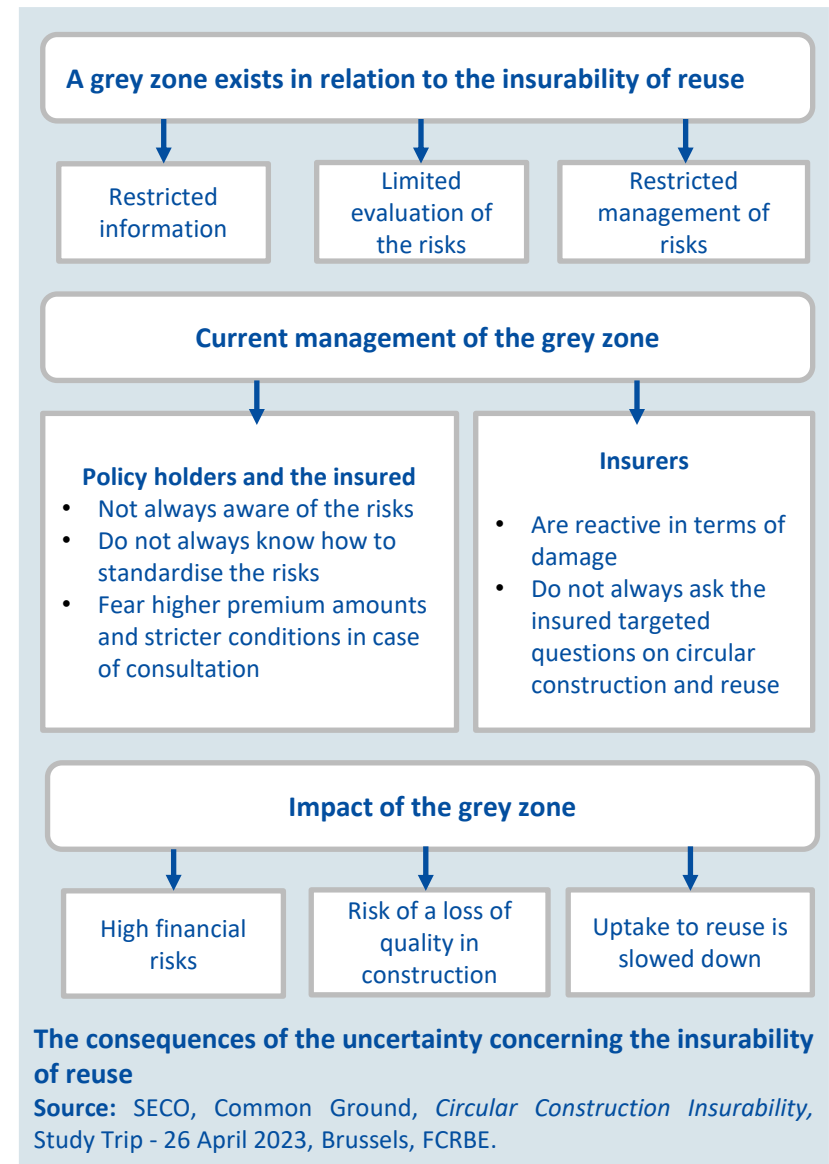 A grey zone exists in relation to the insurability of reuse
Restricted
information
Limited
evaluation of
the risks
Restricted
management of
risks
Current management of the grey zone
Policy holders and the insured
• Not always aware of the risks
• Do not always know how to
standardise the risks
• Fear higher premium amounts
and stricter conditions in case
of consultation
Insurers
• Are reactive in terms of
damage
• Do not always ask the
insured targeted
questions on circular
construction and reuse
Impact of the grey zone
High financial
risks
Risk of a loss of
quality in
construction
Uptake to reuse is
slowed down
The consequences of the uncertainty concerning the insurability
of reuse
Source: SECO, Common Ground, Circular Construction Insurability,
Study Trip - 26 April 2023, Brussels, FCRBE.